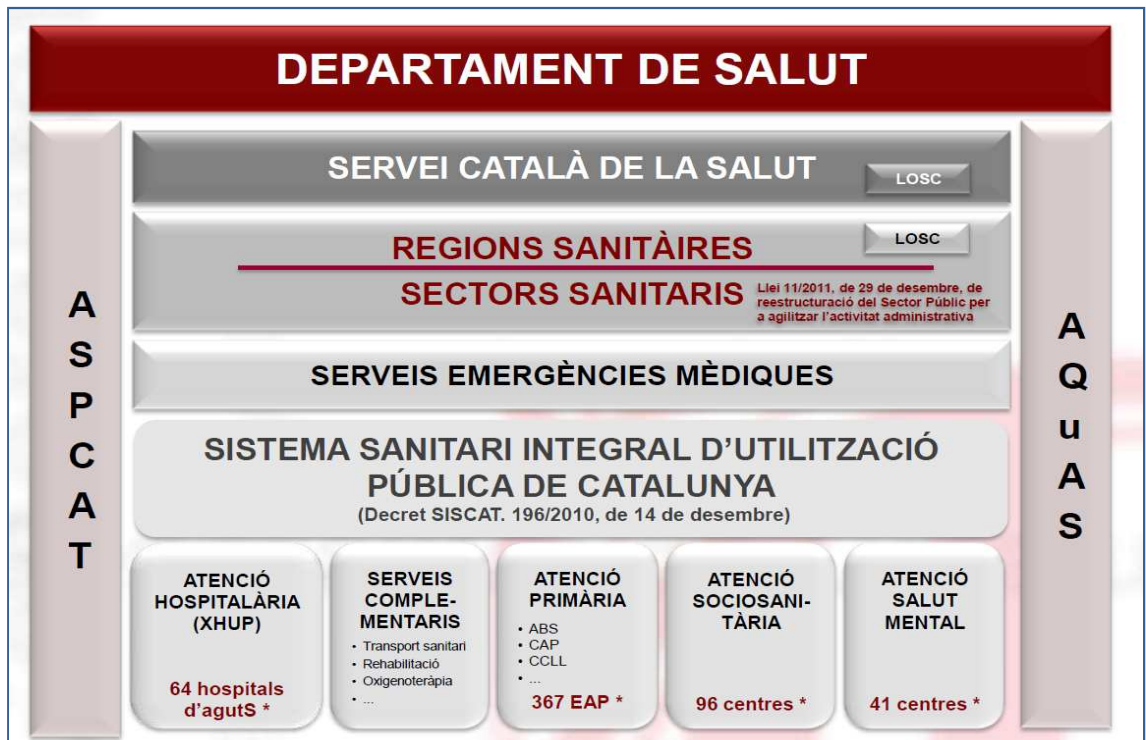 DEPARTAMENT DE SALUT
ASPCAT
SERVEI CATALÀ DE LA SALUT
LOSC
REGIONS SANITÀIRES
LOSC
SECTORS SANITARIS
Llei 11/2011, de 29 de desembre, de
reestructuració del Sector Públic per
a agilitzar l'activitat administrativa
SERVEIS EMERGÈNCIES MÈDIQUES
SISTEMA SANITARI INTEGRAL D'UTILITZACIÓ
PÚBLICA DE CATALUNYA
(Decret SISCAT. 196/2010, de 14 de desembre)
ATENCIÓ
HOSPITALÀRIA
(XHUP)
64 hospitals
d'agutS *
SERVEIS
COMPLE-
MENTARIS
• Transport sanitari
• Rehabilitació
• Oxigenoteràpia
• ...
ATENCIÓ
PRIMÀRIA
• ABS
• CAP
• CCLL
• ...
367 EAP *
ATENCIÓ
SOCIOSANI-
TÀRIA
96 centres *
ATENCIÓ
SALUT
MENTAL
41 centres *
AQuAS